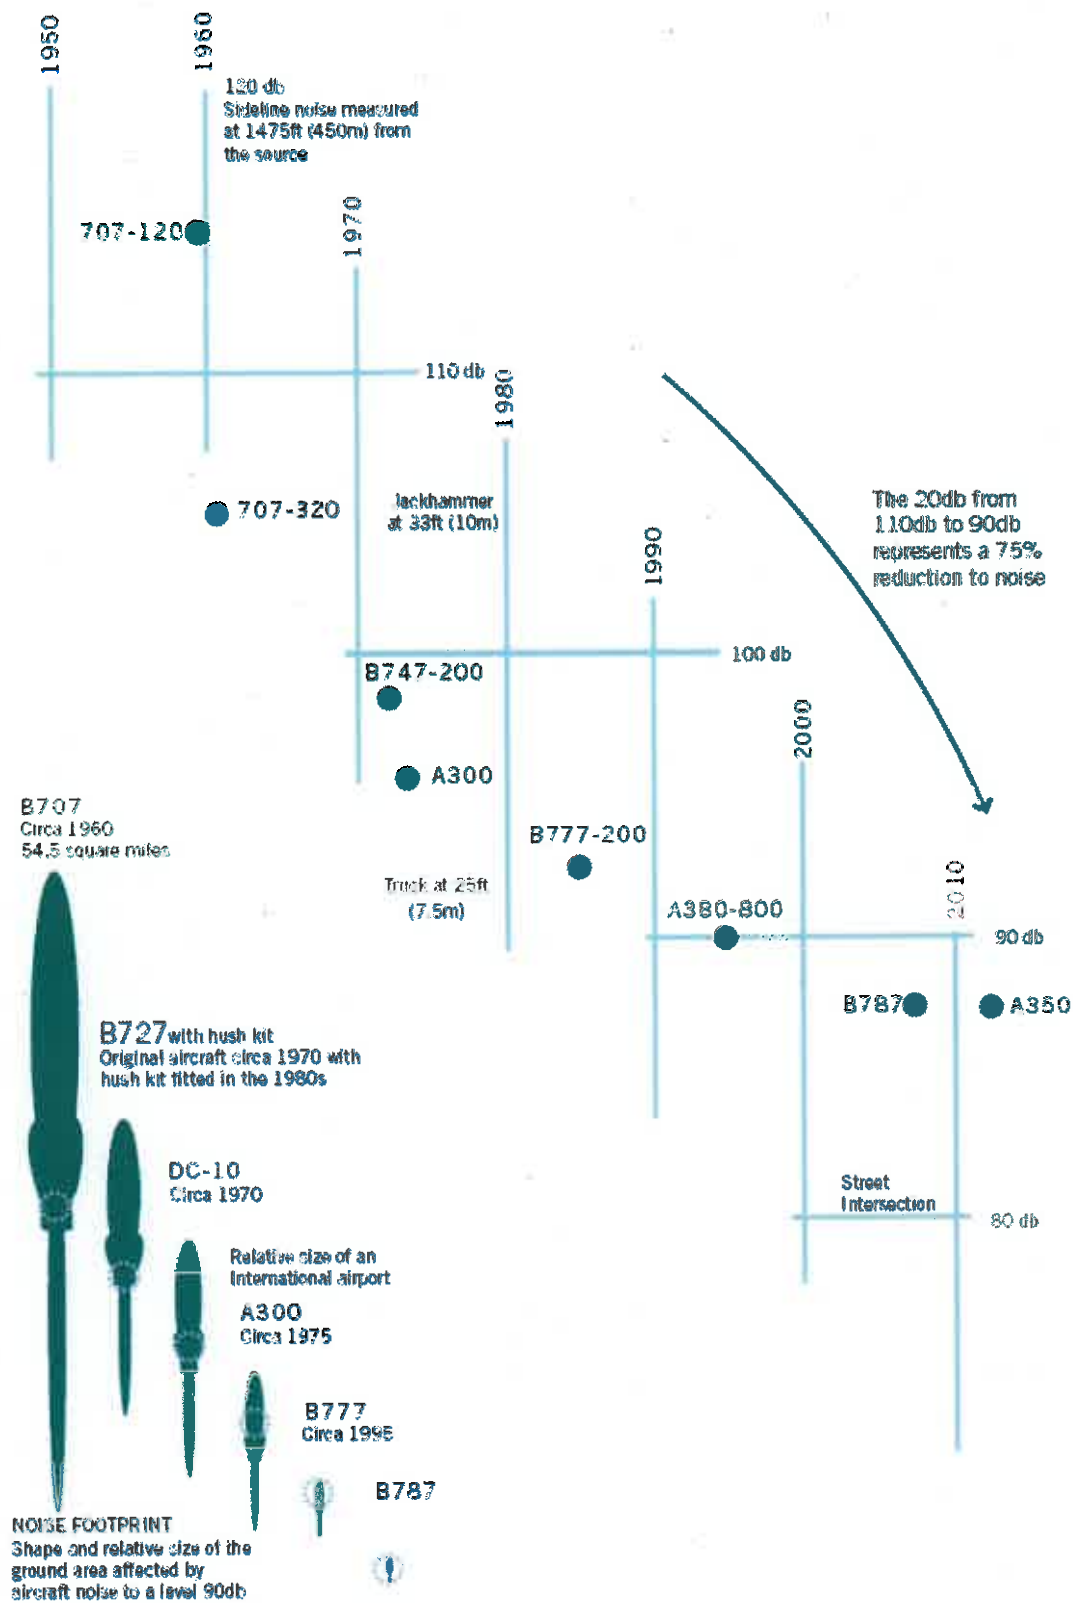 1950
1960
120 db
Sideline noise measured
at 1475ft (450m) from
the source
1970
707-120
110 db
1980
707-320
Jackhammer
at 33ft (10m)
The 20db from
110db to 90db
represents a 75%
reduction to noise
1990
100 db
B747-200
2000
A300
B707
Circa 1960
54.5 square miles
B777-200
Truck at 25ft
(7.5m)
2010
A380-800
90 db
B787
A350
B727 with hush kit
Original aircraft circa 1970 with
hush kit fitted in the 1980s
DC-10
Circa 1970
Street
Intersection
80 db
Relative size of an
International airport
A300
Circa 1975
B777
Circa 1995
B787
NOISE FOOTPRINT
Shape and relative size of the
ground area affected by
aircraft noise to a level 90db